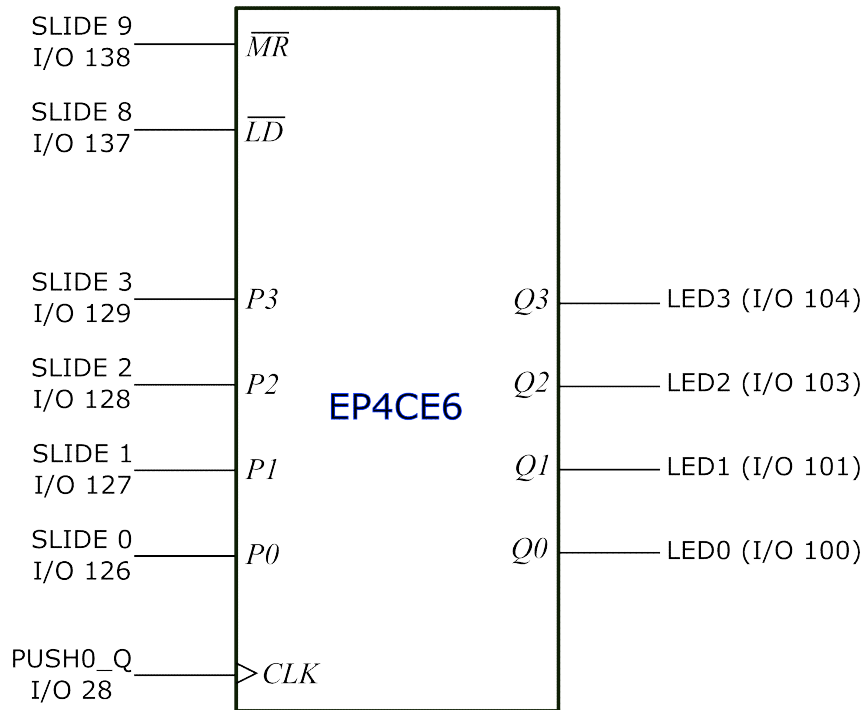 SLIDE 9
I/O 138
MR
SLIDE 8
I/O 137
LD
SLIDE 3
I/O 129
P3
Q3
LED3 (I/O 104)
SLIDE 2
I/O 128
P2
Q2
LED2 (I/O 103)
EP4CE6
SLIDE 1
I/O 127
P1
Q1
LED1 (I/O 101)
SLIDE 0
I/O 126
P0
Q0
LED0 (I/O 100)
PUSH0_Q
I/O 28
CLK